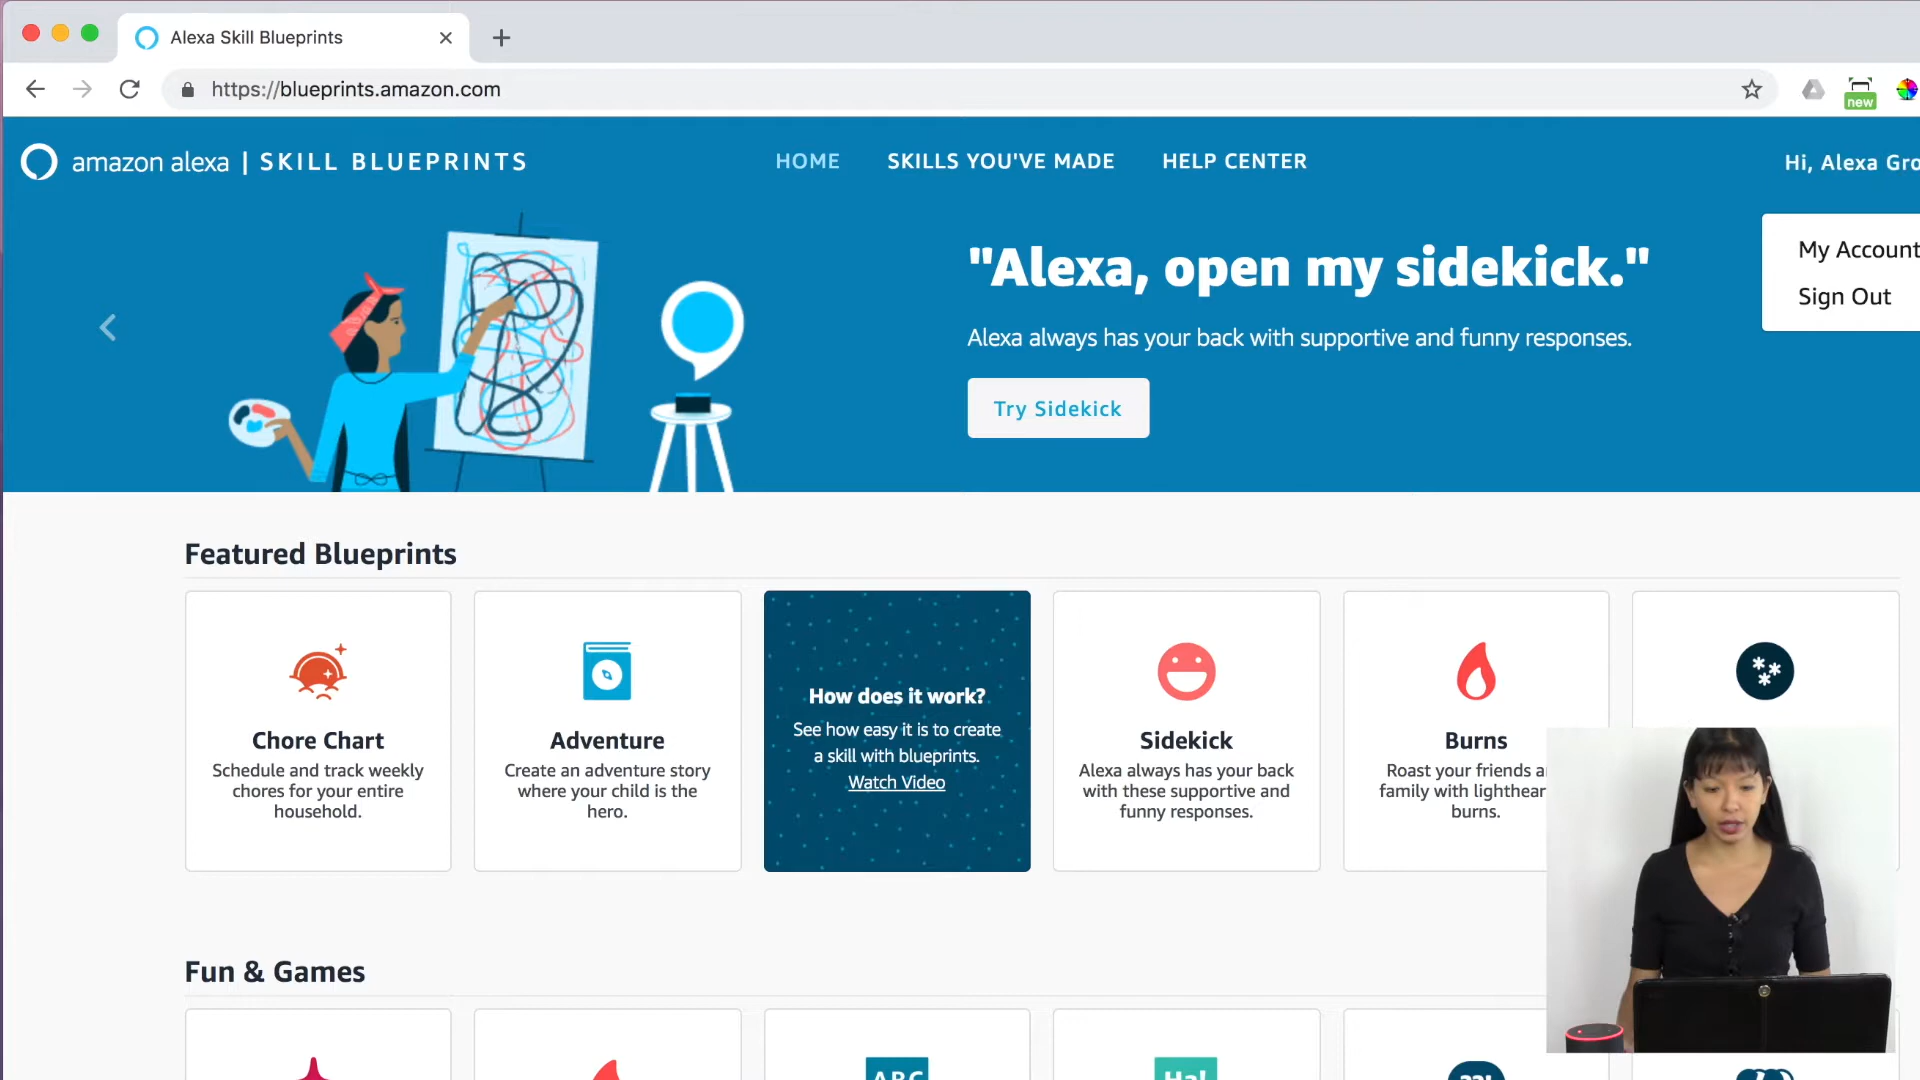 Alexa Skill Blueprints
https://blueprints.amazon.com
new
amazon alexa | SKILL BLUEPRINTS
HOME
SKILLS YOU'VE MADE
HELP CENTER
Hi, Alexa Gro
My Account
Sign Out
"Alexa, open my sidekick."
Alexa always has your back with supportive and funny responses.
Try Sidekick
Featured Blueprints
Chore Chart
Schedule and track weekly
chores for your entire
household.
Adventure
Create an adventure story
where your child is the
hero.
How does it work?
See how easy it is to create
a skill with blueprints.
Watch Video
Sidekick
Alexa always has your back
with these supportive and
funny responses.
Burns
Roast your friends a
family with lighthear
burns.
Fun & Games
ABC
Ha!